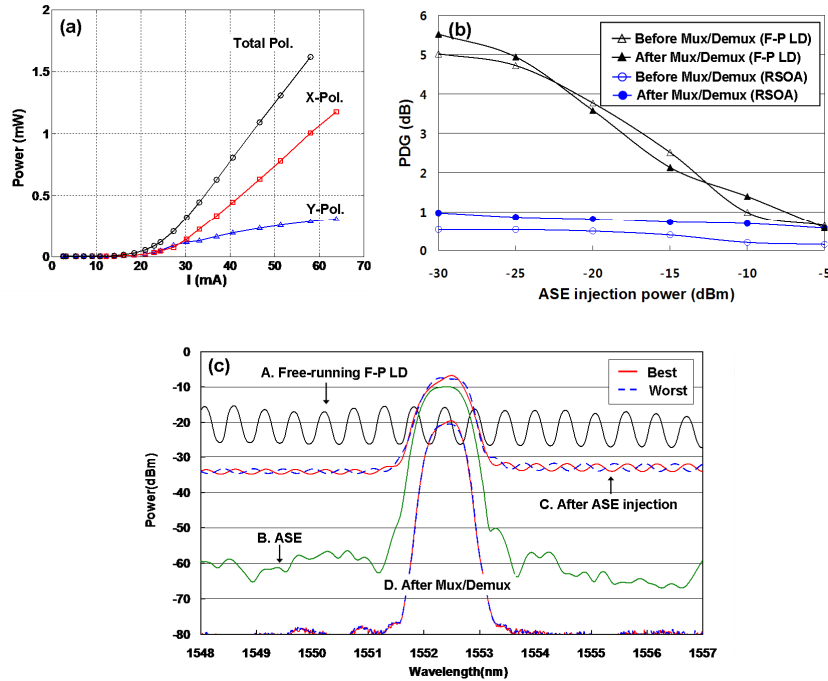 (a)
Total Pol.
X-Pol.
Y-Pol.
Power (mW)
2
1.5
1
0.5
0
0 10 20 30 40 50 60 70
I (mA)
(b)
Before Mux/Demux (F-P LD)
After Mux/Demux (F-P LD)
Before Mux/Demux (RSOA)
After Mux/Demux (RSOA)
PDG (dB)
6
5
4
3
2
1
0
-30 -25 -20 -15 -10 -5
ASE injection power (dBm)
(c)
A. Free-running F-P LD
Best
Worst
C. After ASE injection
B. ASE
D. After Mux/Demux
Power(dBm)
0
-10
-20
-30
-40
-50
-60
-70
-80
1548 1549 1550 1551 1552 1553 1554 1555 1556 1557
Wavelength(nm)